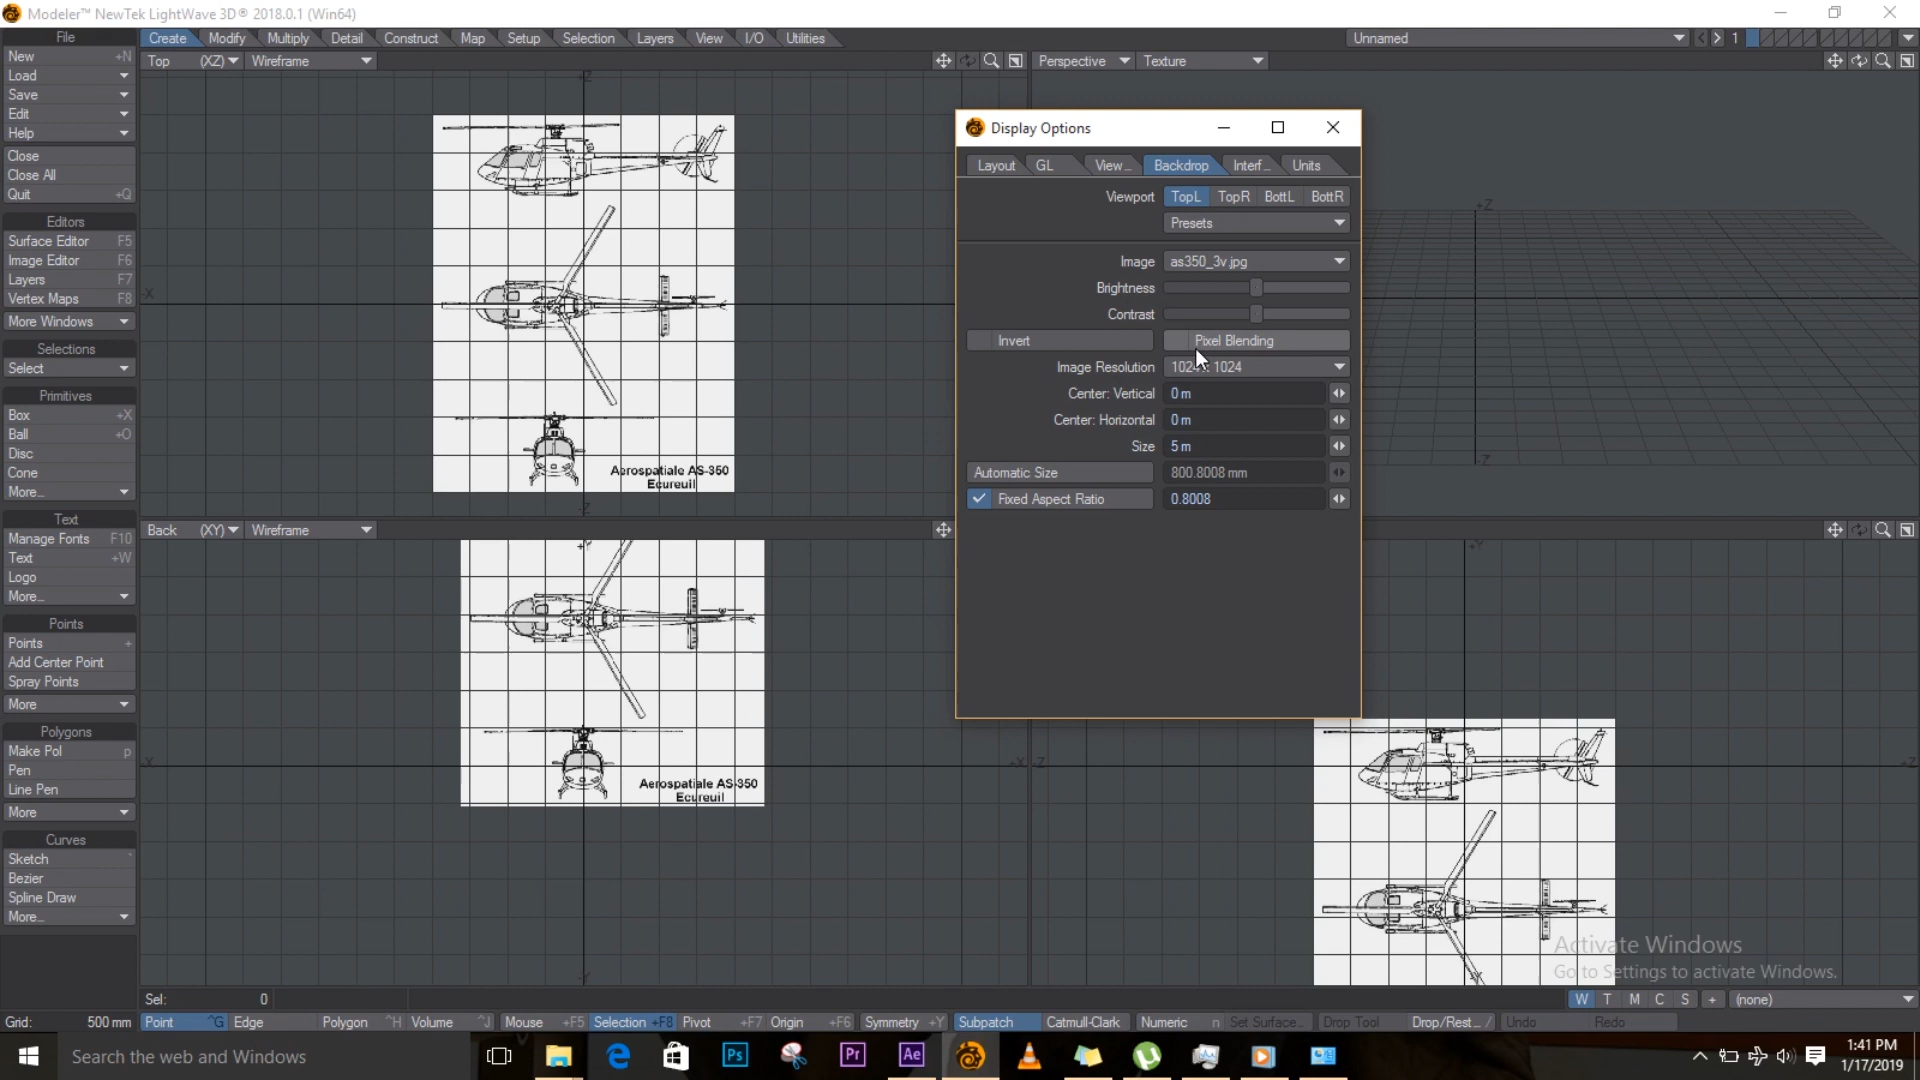 Modeler™ NewTek LightWave 3D® 2018.0.1 (Win64)
File
New +N
Load
Save
Edit
Help
Close
Close All
Quit +Q
Editors
Surface Editor F5
Image Editor F6
Layers F7
Vertex Maps F8
More Windows
Selections
Select
Primitives
Box +X
Ball +O
Disc
Cone
More...
Text
Manage Fonts F10
Text +W
Logo
More...
Points
Points +
Add Center Point
Spray Points
More
Polygons
Make Pol p
Pen
Line Pen
More
Curves
Sketch `
Bezier
Spline Draw
More...
Create Modify Multiply Detail Construct Map Setup Selection Layers View I/O Utilities Unnamed 1
Top (XZ) Wireframe
Perspective Texture
+Z
-X
-Z
Aerospatiale AS-350
Ecureuil
+Z
-Z
Display Options
Layout GL View... Backdrop Interf... Units
Viewport TopL TopR BottL BottR
Presets
Image as350_3v.jpg
Brightness
Contrast
Invert Pixel Blending
Image Resolution 1024 x 1024
Center: Vertical 0 m
Center: Horizontal 0 m
Size 5 m
Automatic Size 800.8008 mm
Fixed Aspect Ratio 0.8008
Back (XY) Wireframe
+Y
-X
+X
-Y
Aerospatiale AS-350
Ecureuil
+Y
-Z
+Z
-Y
Activate Windows
Go to Settings to activate Windows.
Sel: 0
W T M C S + (none)
Grid: 500 mm Point ^G Edge Polygon ^H Volume ^J Mouse +F5 Selection +F8 Pivot +F7 Origin +F6 Symmetry +Y Subpatch Catmull-Clark Numeric n Set Surface... Drop Tool Drop/Rest... / Undo Redo
Search the web and Windows
Ps Pr Ae
1:41 PM
1/17/2019